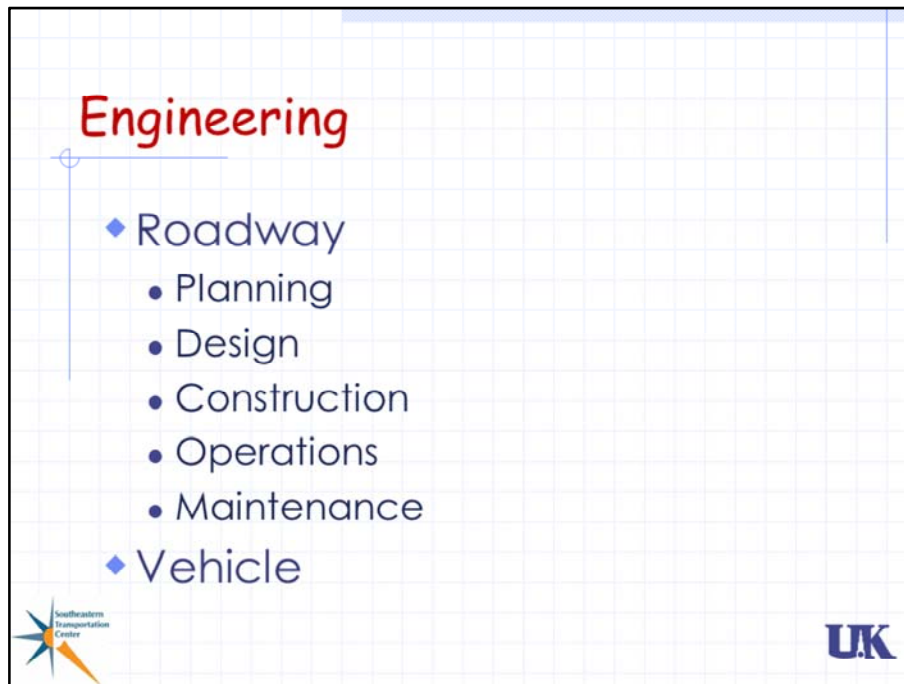 Engineering
Roadway
Planning
Design
Construction
Operations
Maintenance
Vehicle
Southeastern
Transportation
Center
UK